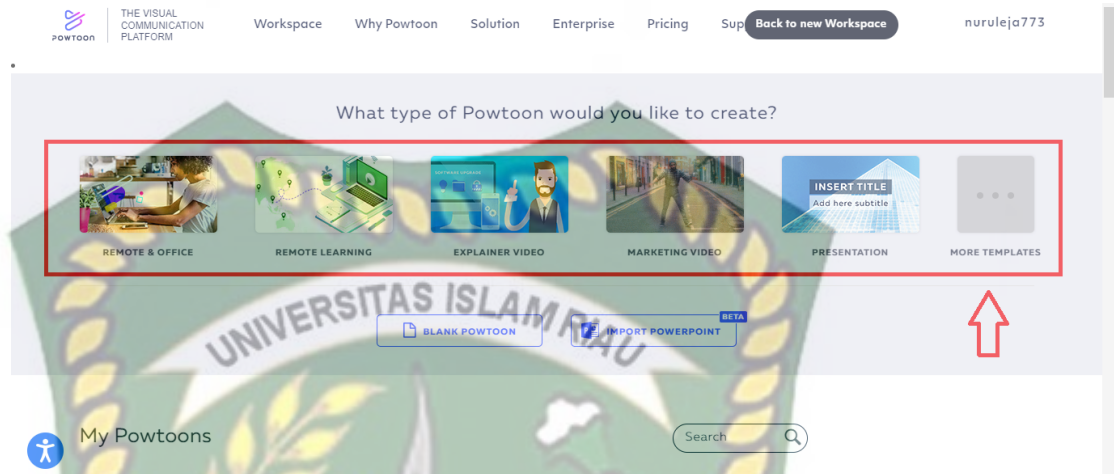 THE VISUAL
COMMUNICATION
PLATFORM
POWTOON
Workspace Why Powtoon Solution Enterprise Pricing Sup Back to new Workspace nuruleja773
What type of Powtoon would you like to create?
SOFTWARE UPGRADE
INSERT TITLE
Add here subtitle
REMOTE & OFFICE REMOTE LEARNING EXPLAINER VIDEO MARKETING VIDEO PRESENTATION MORE TEMPLATES
UNIVERSITAS ISLAM RIAU
BETA
BLANK POWTOON IMPORT POWERPOINT
My Powtoons Search